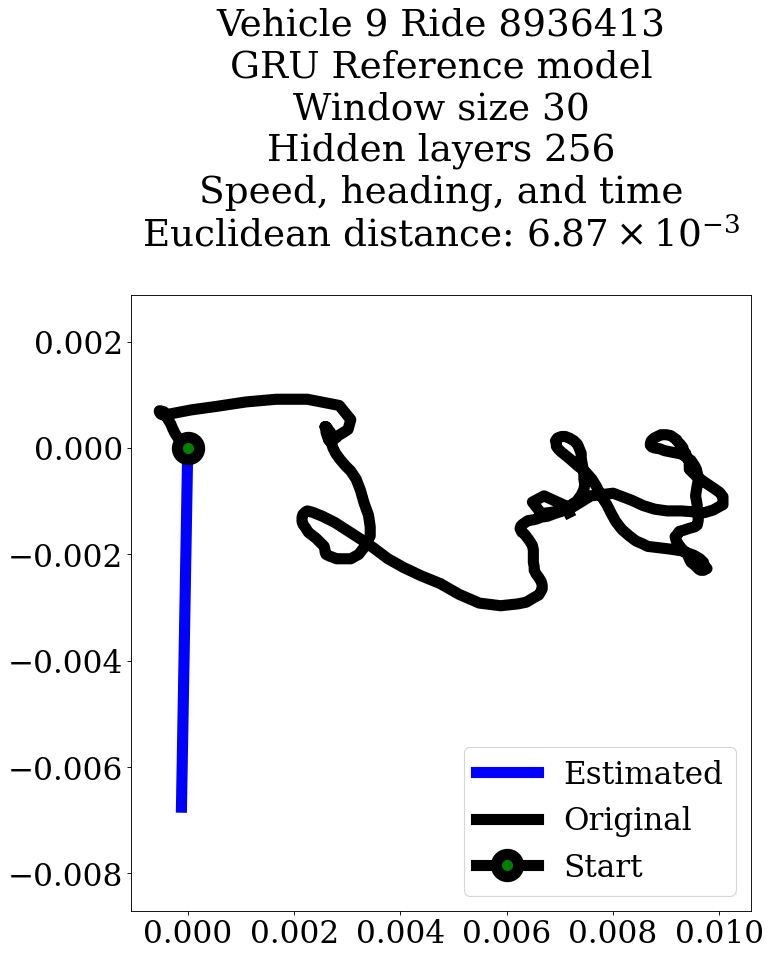 Vehicle 9 Ride 8936413
GRU Reference model
Window size 30
Hidden layers 256
Speed, heading, and time
Euclidean distance: 6.87 × 10⁻³
0.002
0.000
−0.002
−0.004
−0.006
−0.008
Estimated
Original
Start
0.000 0.002 0.004 0.006 0.008 0.010